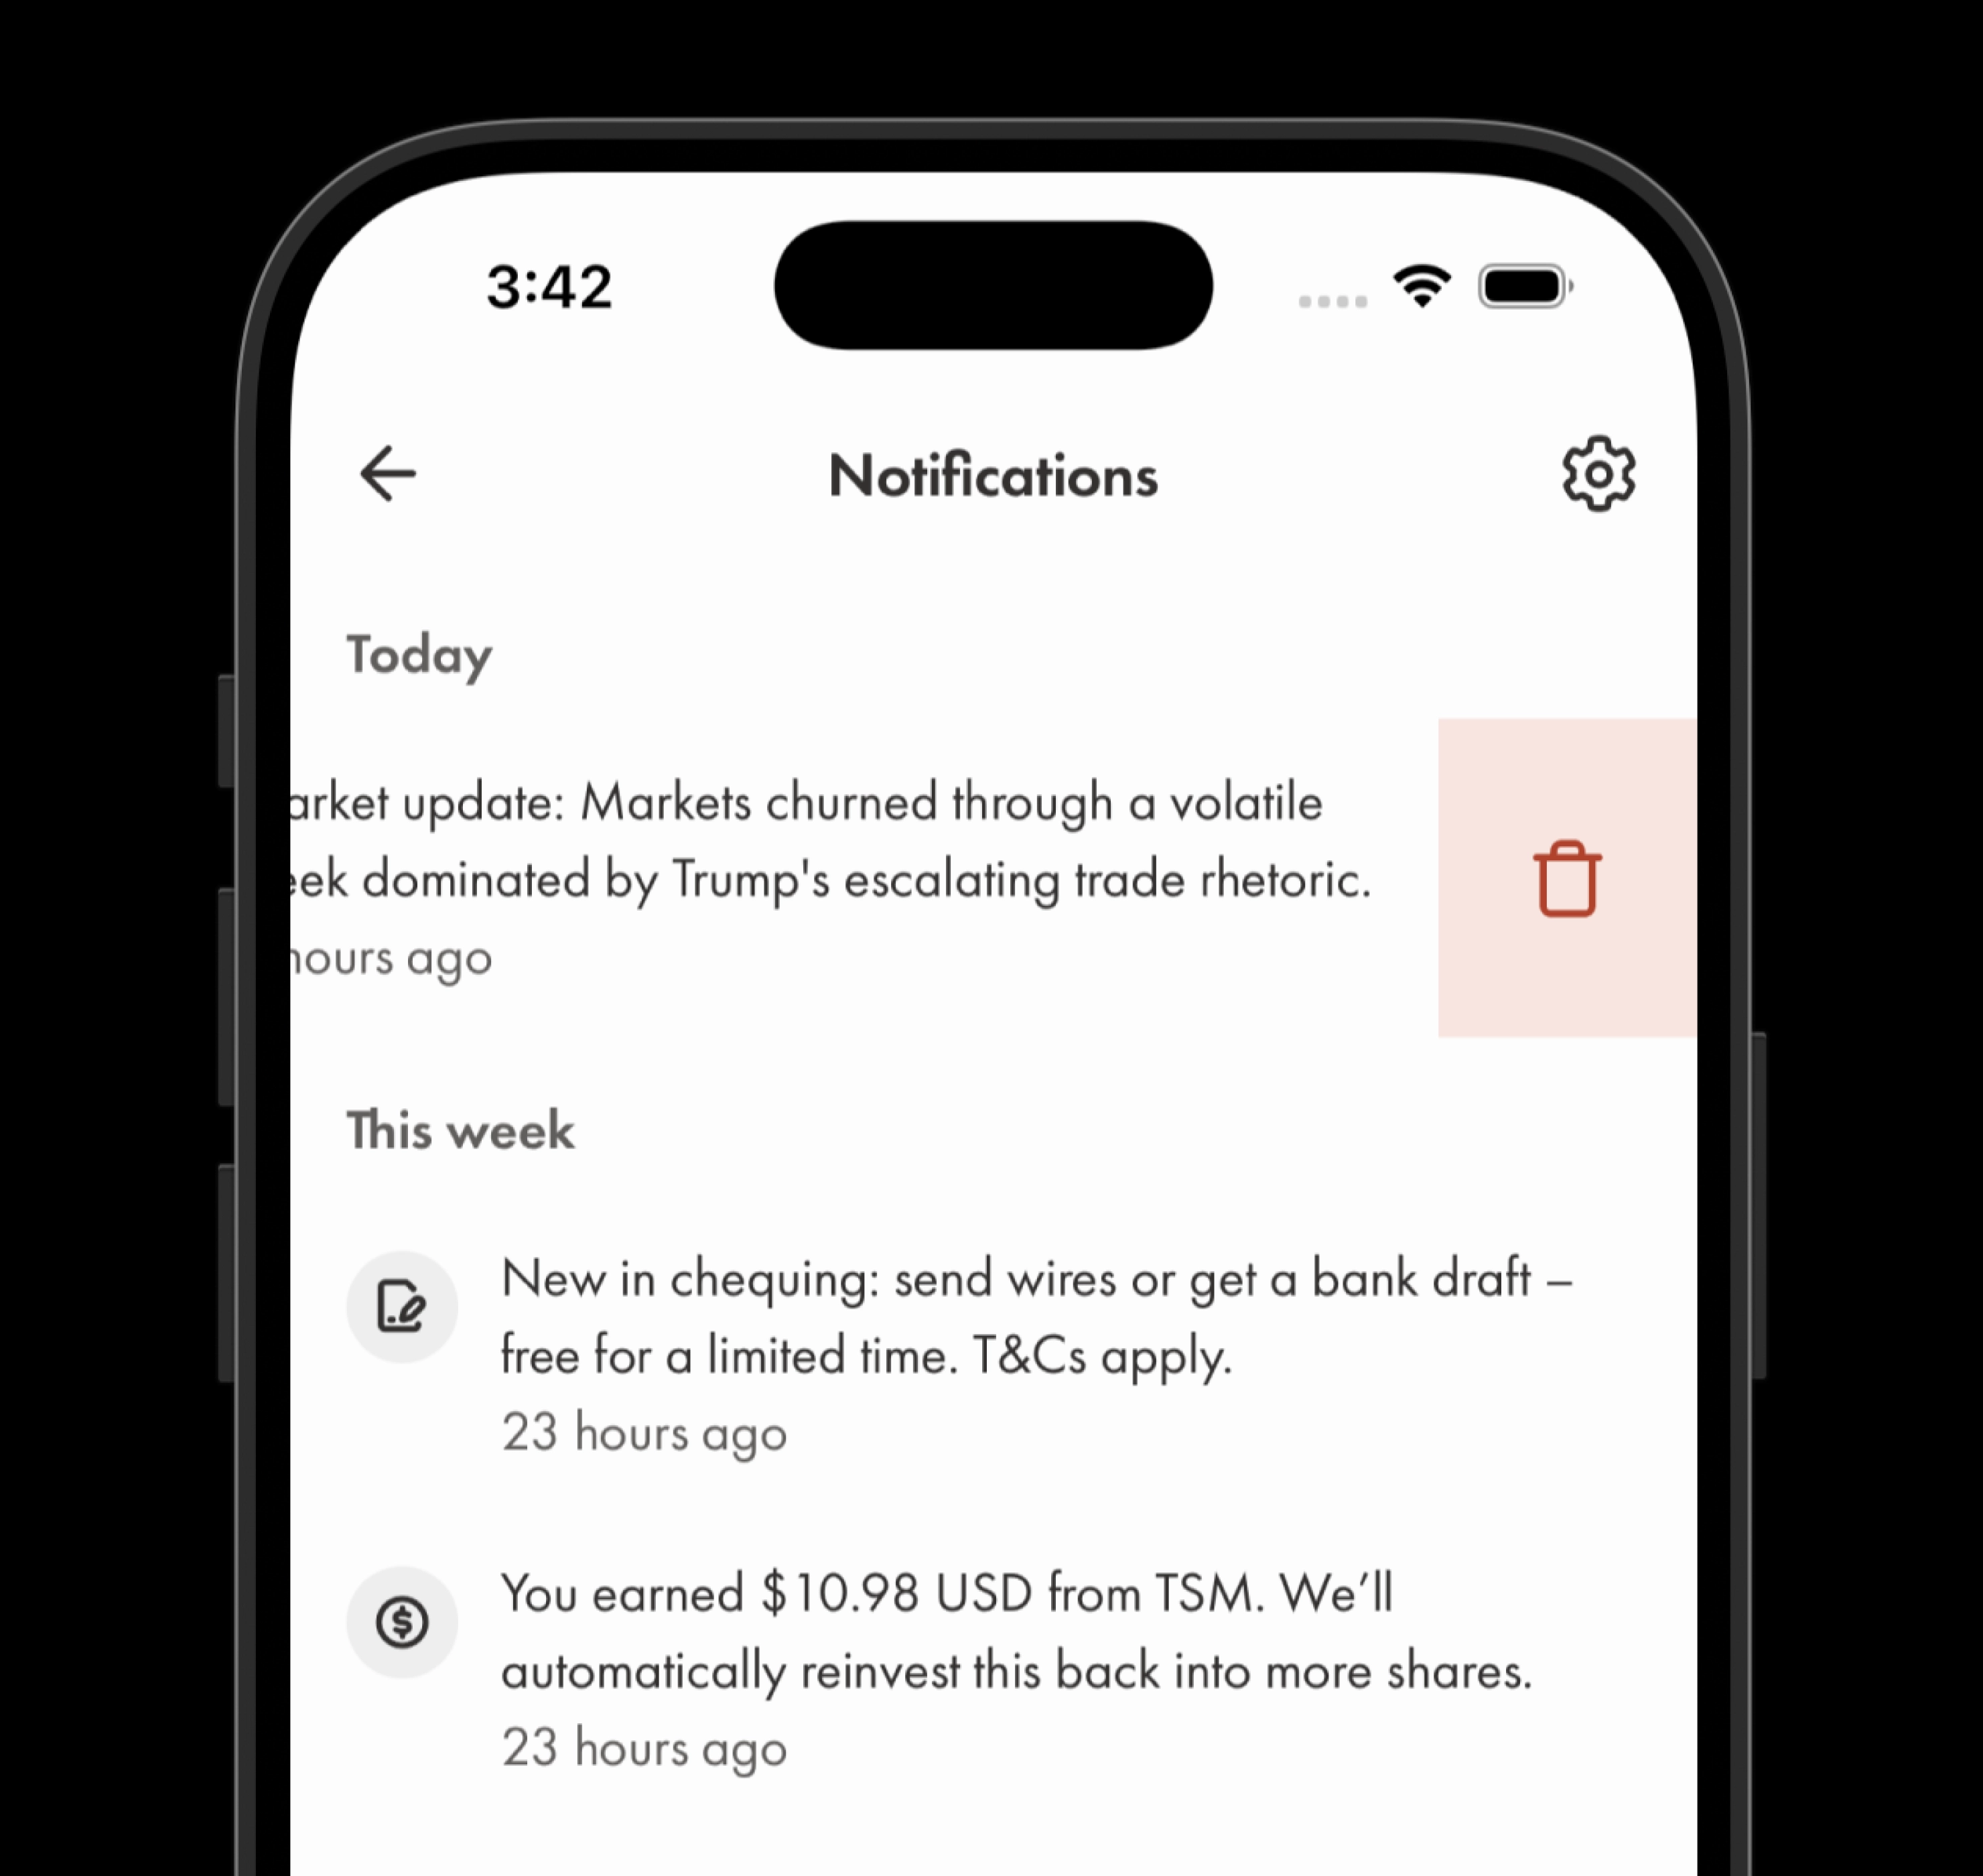 3:42
Notifications
Today
arket update: Markets churned through a volatile
eek dominated by Trump's escalating trade rhetoric.
hours ago
This week
New in chequing: send wires or get a bank draft –
free for a limited time. T&Cs apply.
23 hours ago
You earned $10.98 USD from TSM. We’ll
automatically reinvest this back into more shares.
23 hours ago